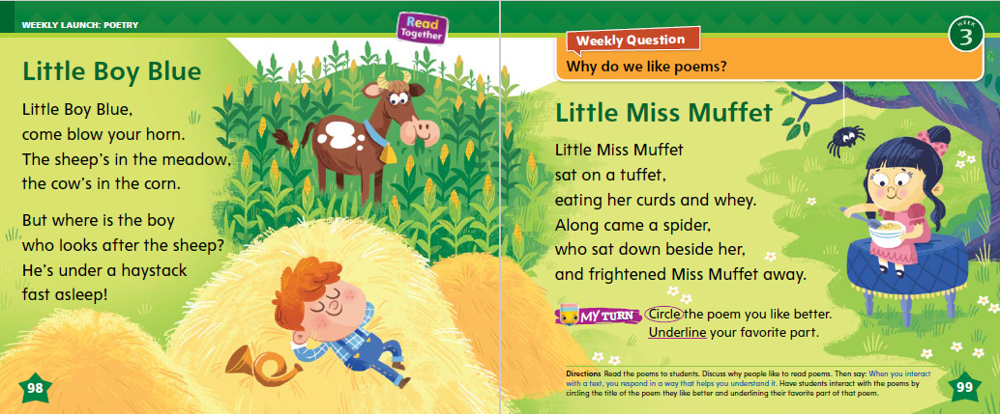 WEEKLY LAUNCH: POETRY
Read
Together
Little Boy Blue
Little Boy Blue,
come blow your horn.
The sheep's in the meadow,
the cow's in the corn.
But where is the boy
who looks after the sheep?
He's under a haystack
fast asleep!
98
WEEK
3
Weekly Question
Why do we like poems?
Little Miss Muffet
Little Miss Muffet
sat on a tuffet,
eating her curds and whey.
Along came a spider,
who sat down beside her,
and frightened Miss Muffet away.
MY TURN Circle the poem you like better.
Underline your favorite part.
Directions Read the poems to students. Discuss why people like to read poems. Then say: When you interact
with a text, you respond in a way that helps you understand it. Have students interact with the poems by
circling the title of the poem they like better and underlining their favorite part of that poem.
99